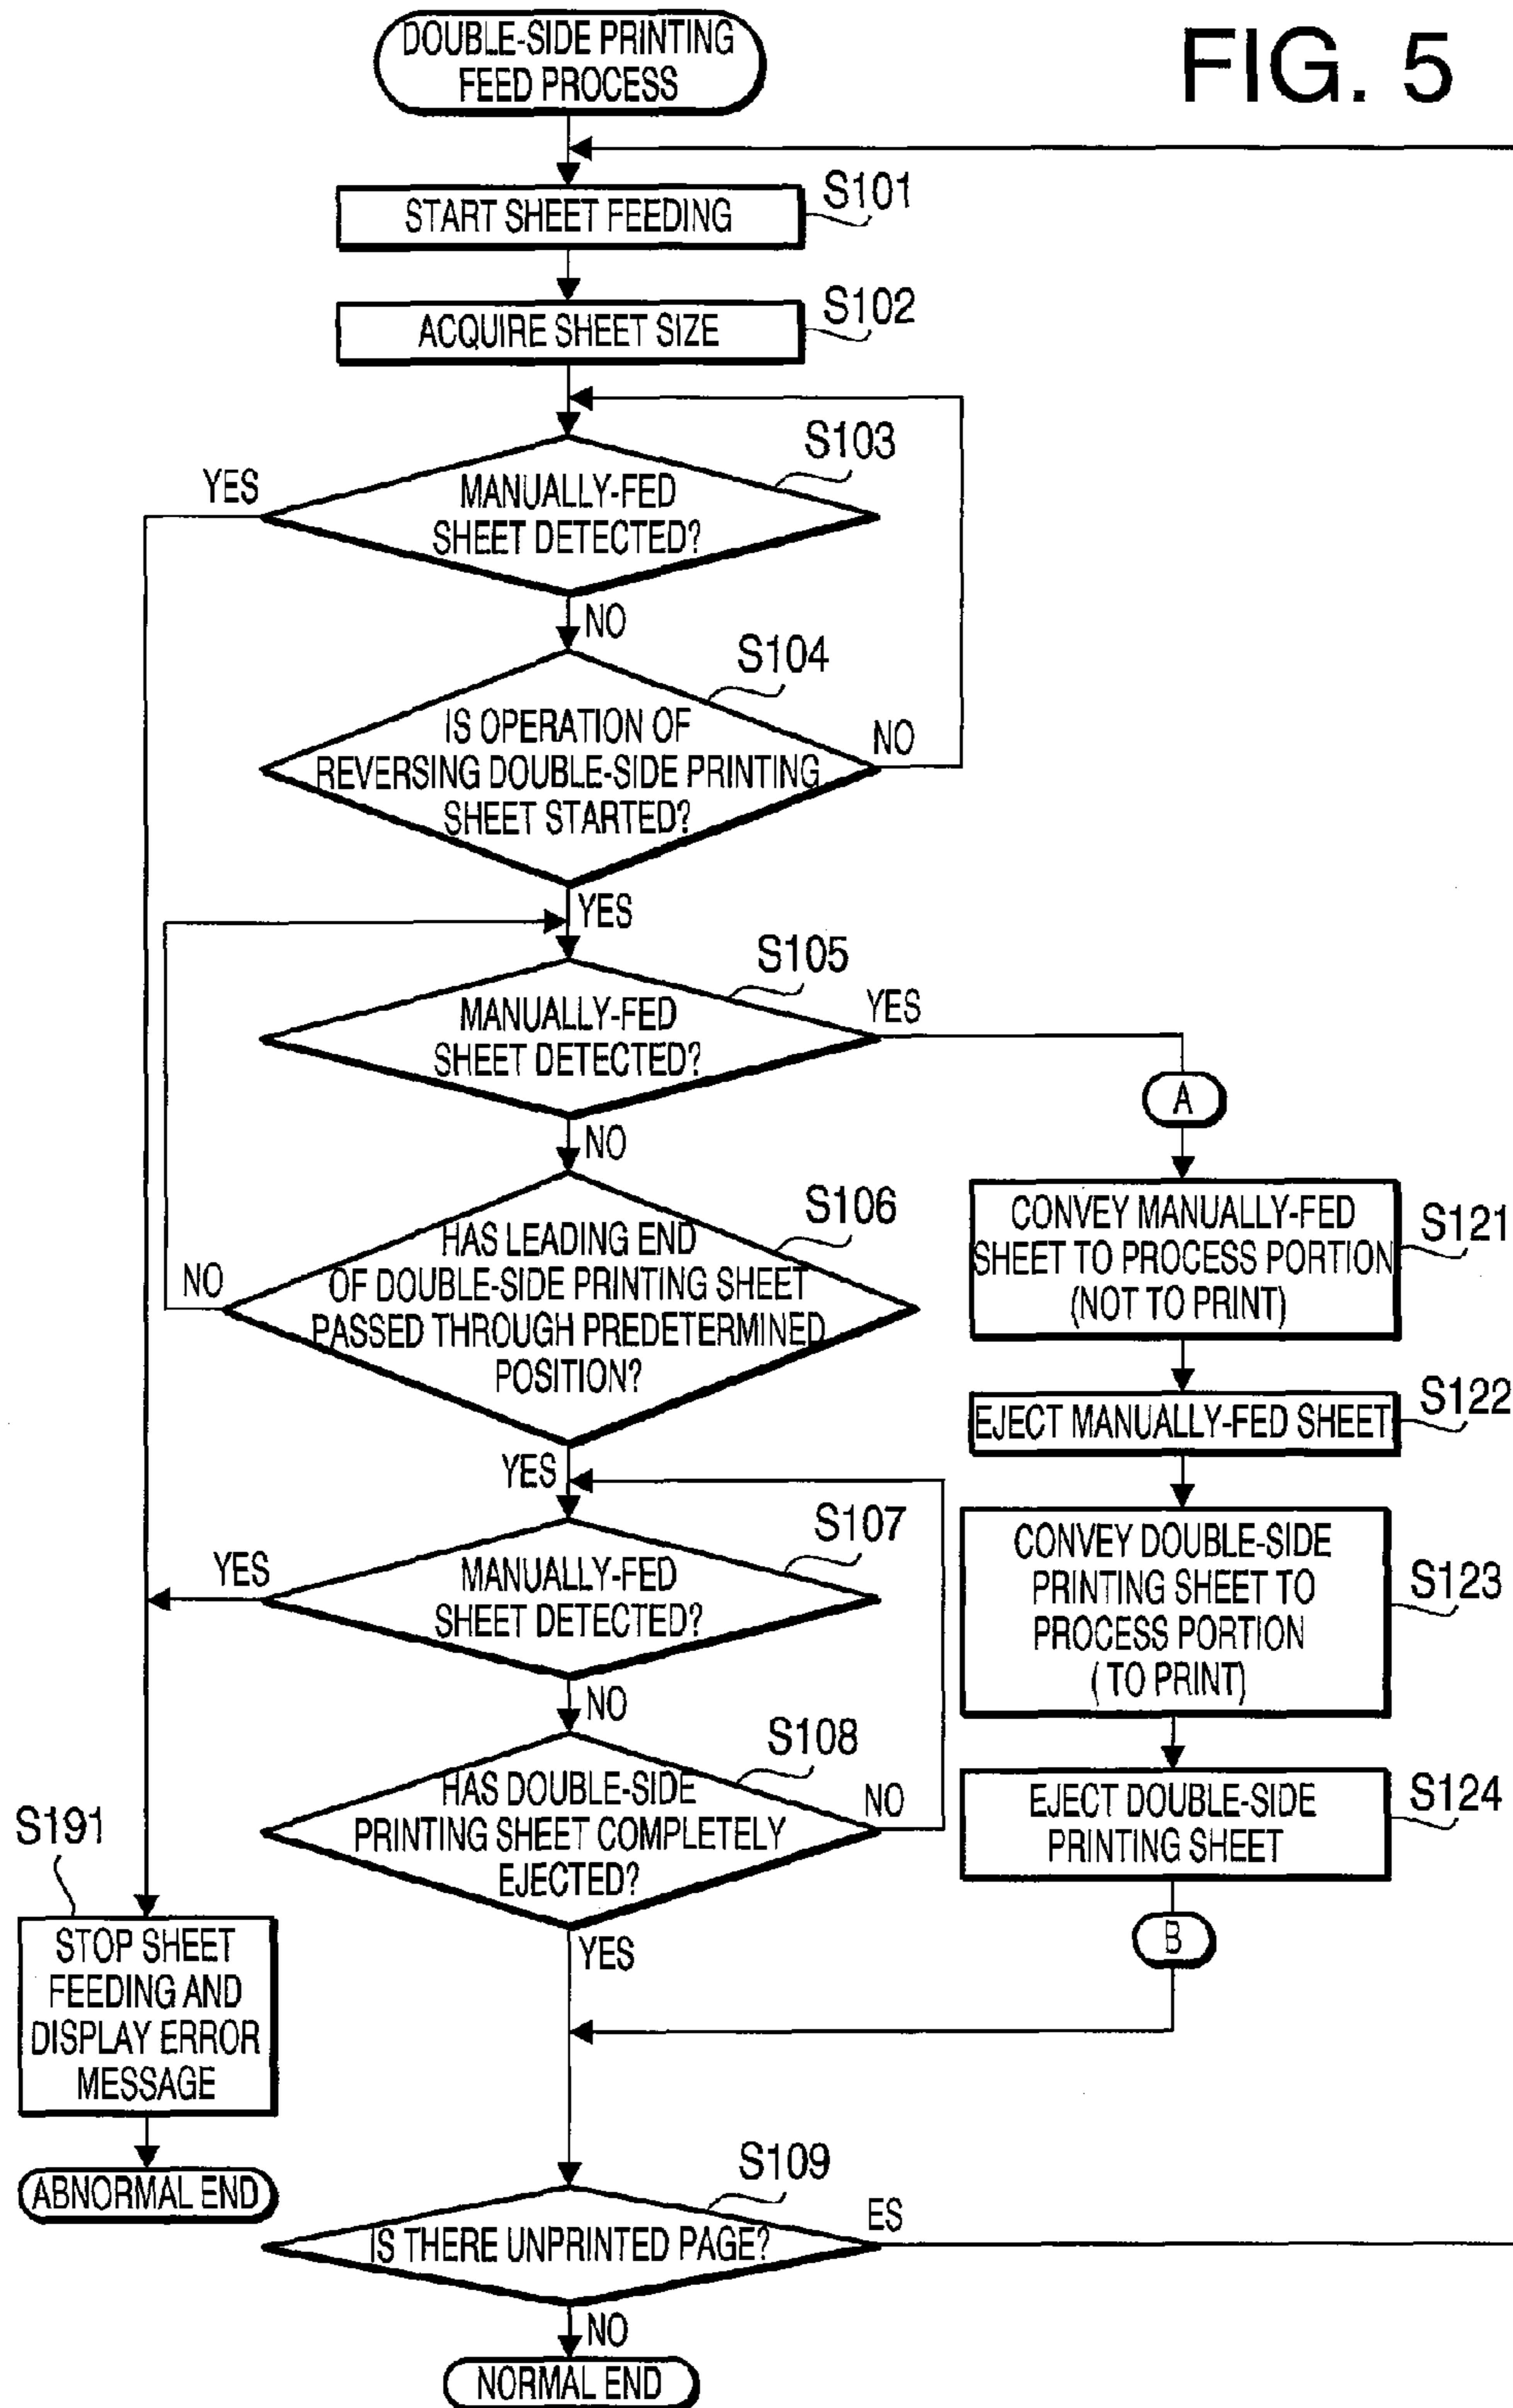 FIG. 5
DOUBLE-SIDE PRINTING
FEED PROCESS
START SHEET FEEDING
S101
ACQUIRE SHEET SIZE
S102
S103
YES
MANUALLY-FED
SHEET DETECTED?
NO
S104
IS OPERATION OF
REVERSING DOUBLE-SIDE PRINTING
SHEET STARTED?
NO
YES
S105
MANUALLY-FED
SHEET DETECTED?
YES
NO
A
S106
HAS LEADING END
OF DOUBLE-SIDE PRINTING SHEET
PASSED THROUGH PREDETERMINED
POSITION?
NO
YES
CONVEY MANUALLY-FED
SHEET TO PROCESS PORTION
(NOT TO PRINT)
S121
EJECT MANUALLY-FED SHEET
S122
S107
YES
MANUALLY-FED
SHEET DETECTED?
NO
CONVEY DOUBLE-SIDE
PRINTING SHEET TO
PROCESS PORTION
( TO PRINT)
S123
S108
HAS DOUBLE-SIDE
PRINTING SHEET COMPLETELY
EJECTED?
NO
YES
EJECT DOUBLE-SIDE
PRINTING SHEET
S124
B
S191
STOP SHEET
FEEDING AND
DISPLAY ERROR
MESSAGE
ABNORMAL END
S109
IS THERE UNPRINTED PAGE?
ES
NO
NORMAL END